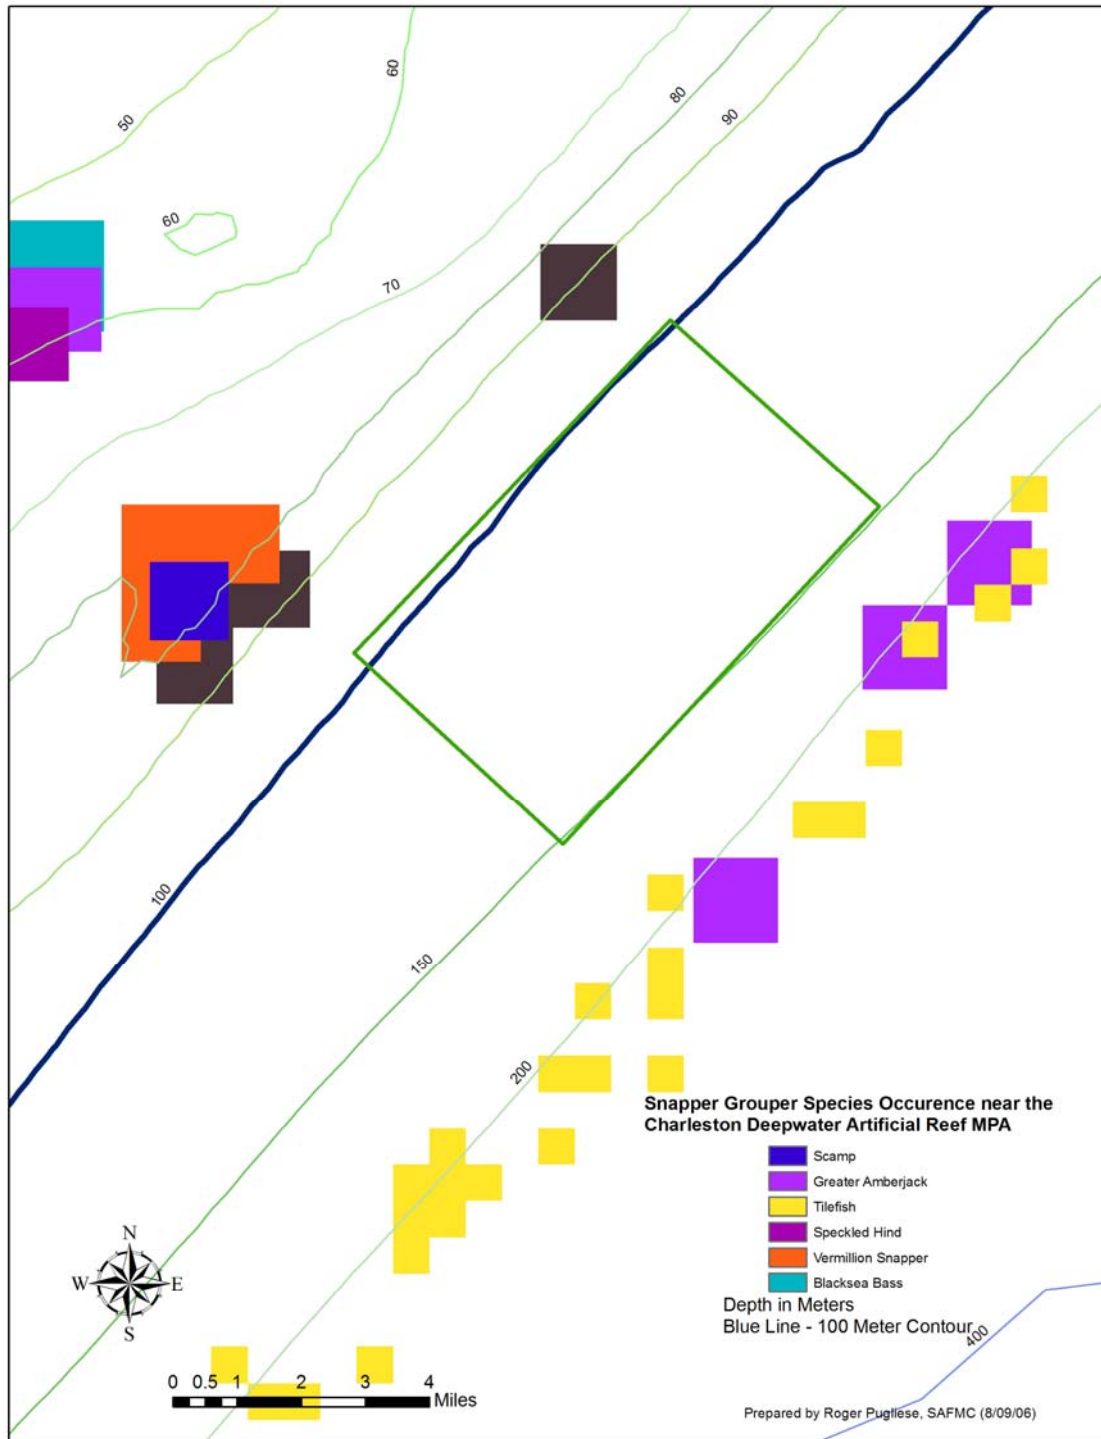 50
60
80
90
60
70
100
150
200
Snapper Grouper Species Occurence near the
Charleston Deepwater Artificial Reef MPA
Scamp
Greater Amberjack
Tilefish
Speckled Hind
Vermillion Snapper
Blacksea Bass
Depth in Meters
Blue Line - 100 Meter Contour
400
N
W E
S
0 0.5 1 2 3 4
Miles
Prepared by Roger Pugliese, SAFMC (8/09/06)